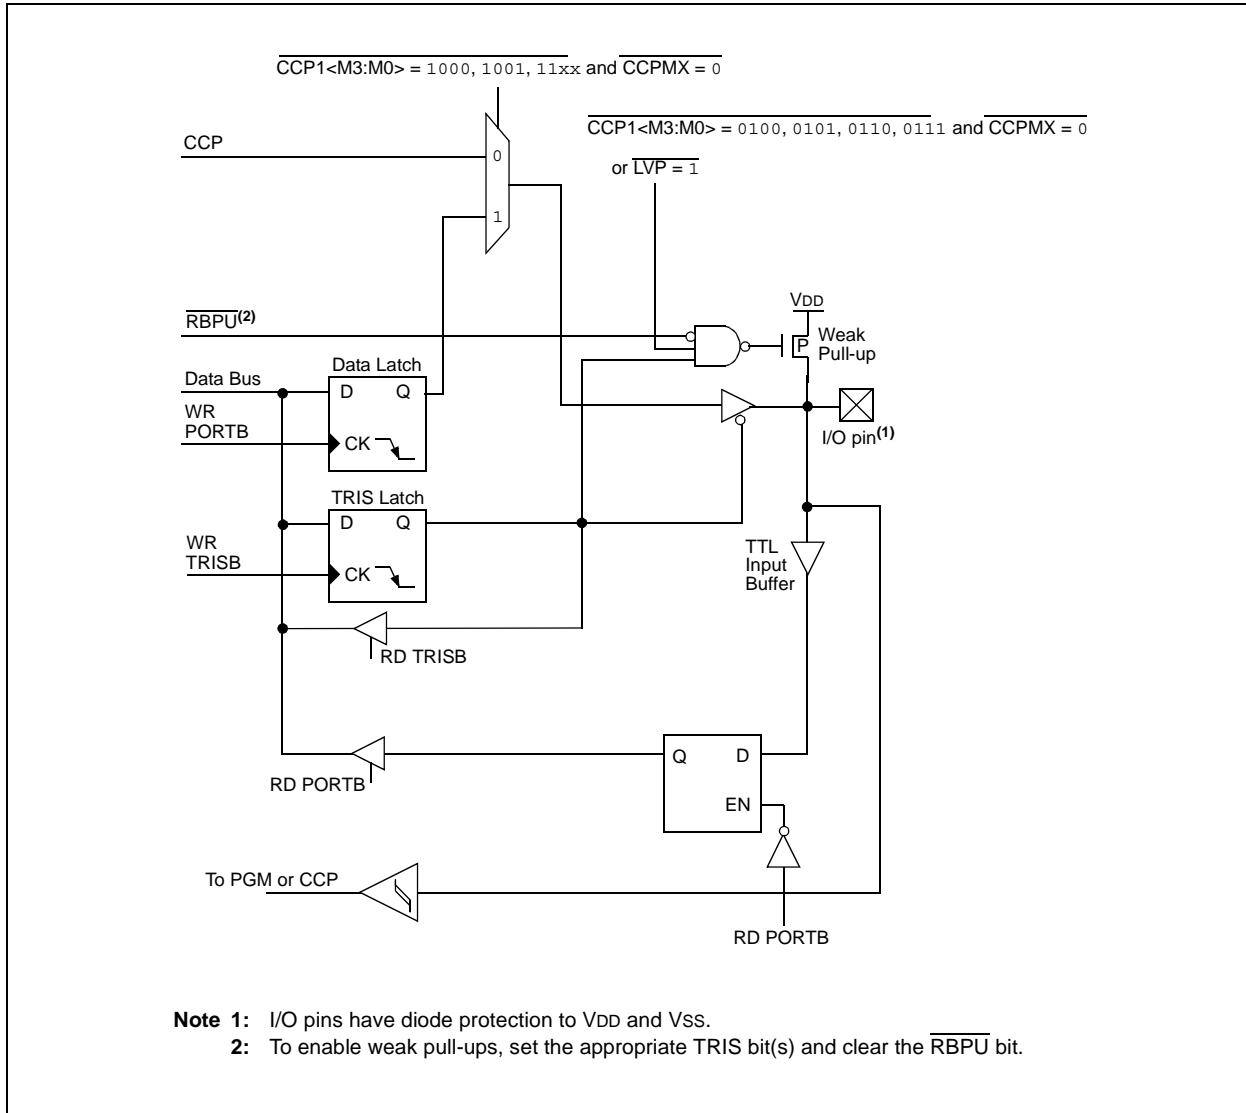 CCP1<M3:M0> = 1000, 1001, 11xx and CCPMX = 0
CCP1<M3:M0> = 0100, 0101, 0110, 0111 and CCPMX = 0
or LVP = 1
CCP
0
1
RBPU(2)
VDD
Weak
Pull-up
P
Data Bus
WR
PORTB
Data Latch
D Q
CK
I/O pin(1)
TRIS Latch
D Q
CK
WR
TRISB
TTL
Input
Buffer
RD TRISB
Q D
EN
RD PORTB
To PGM or CCP
RD PORTB
Note 1: I/O pins have diode protection to VDD and VSS.
2: To enable weak pull-ups, set the appropriate TRIS bit(s) and clear the RBPU bit.